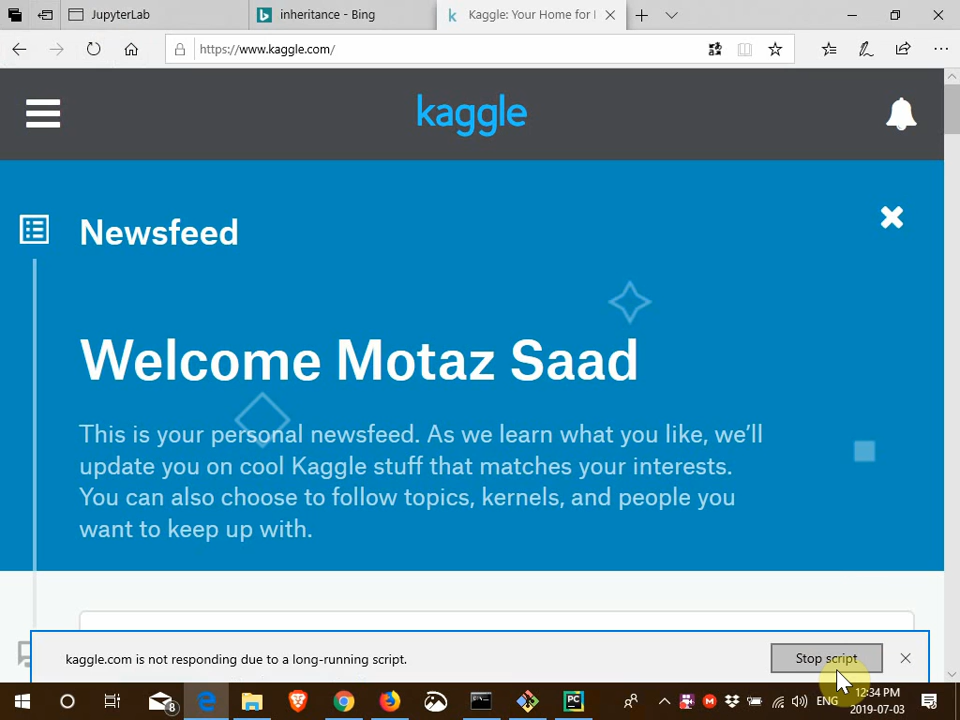 JupyterLab
inheritance - Bing
Kaggle: Your Home for
https://www.kaggle.com/
kaggle
Newsfeed
Welcome Motaz Saad
This is your personal newsfeed. As we learn what you like, we'll
update you on cool Kaggle stuff that matches your interests.
You can also choose to follow topics, kernels, and people you
want to keep up with.
kaggle.com is not responding due to a long-running script.
Stop script
8
PC
ENG
12:34 PM
2019-07-03